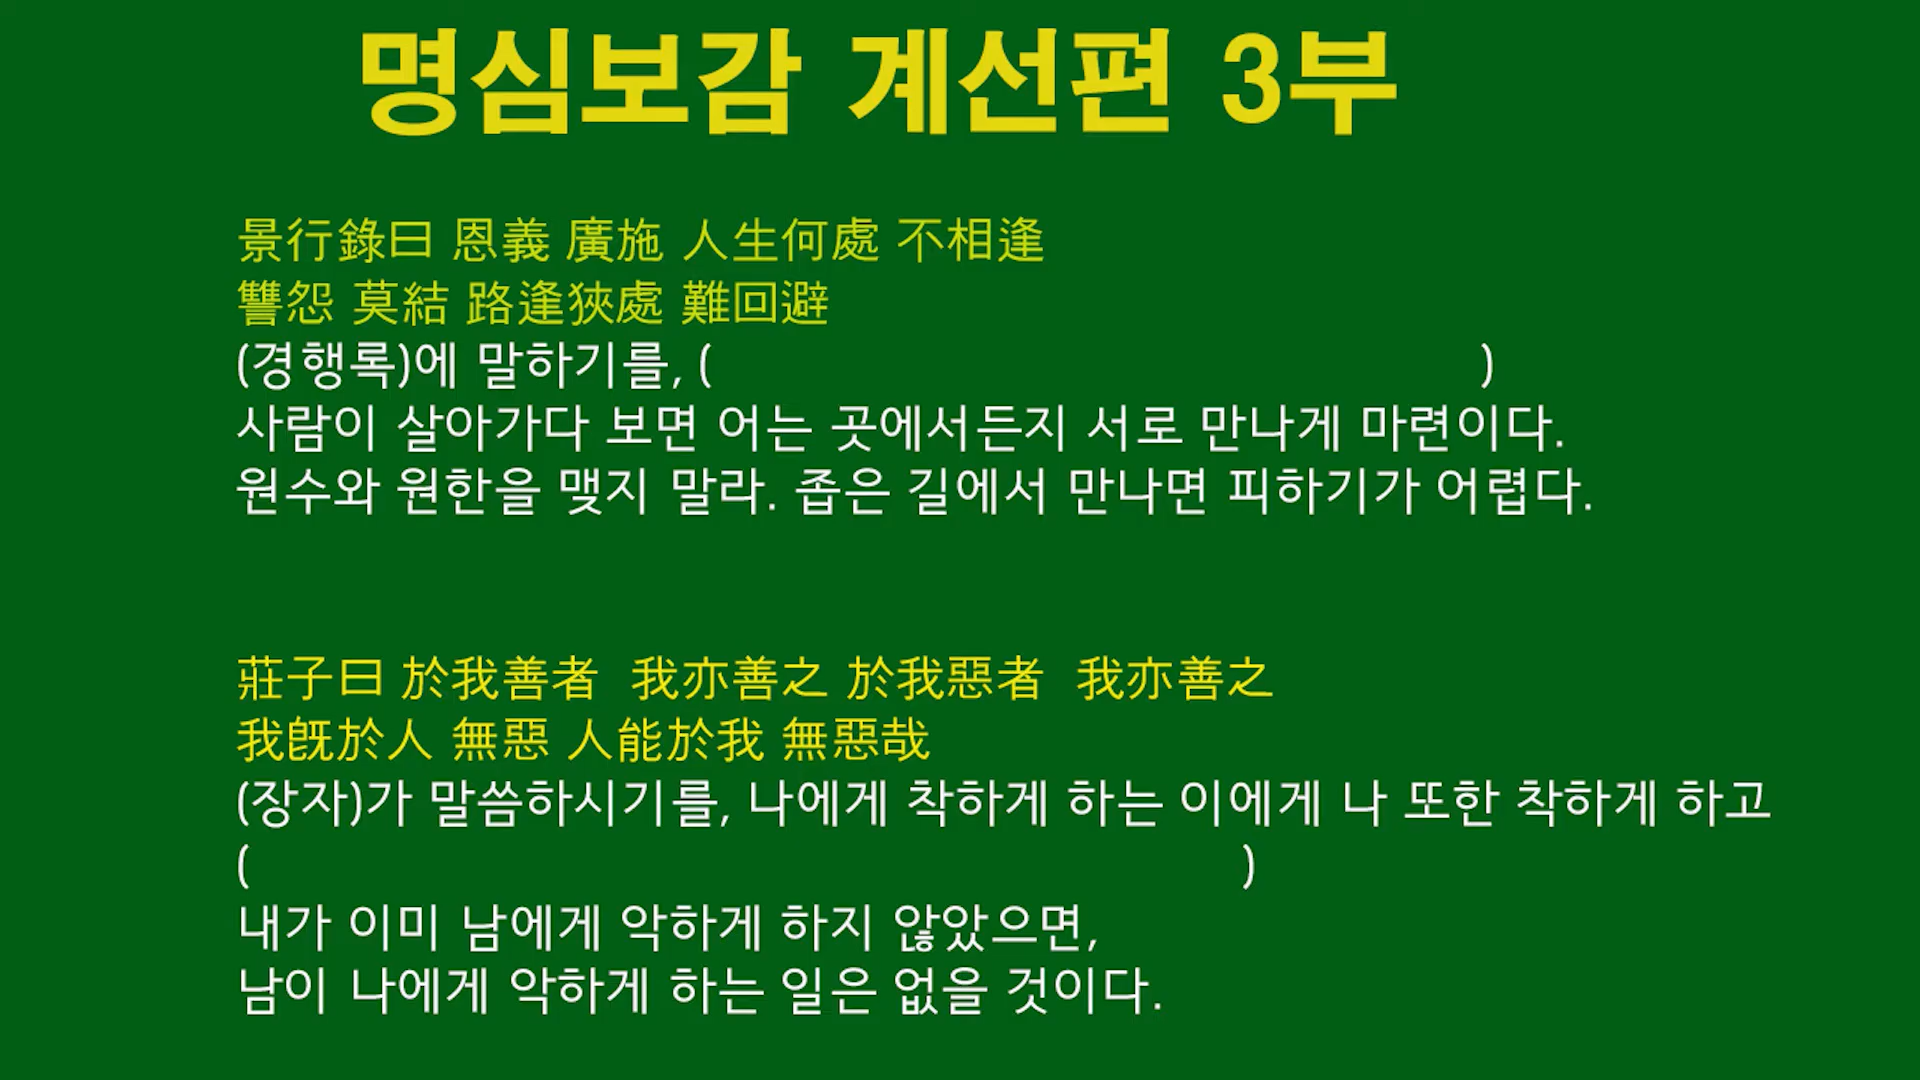 명심보감 계선편 3부
景行錄曰 恩義 廣施 人生何處 不相逢
讐怨 莫結 路逢狹處 難回避
(경행록)에 말하기를, ( )
사람이 살아가다 보면 어는 곳에서든지 서로 만나게 마련이다.
원수와 원한을 맺지 말라. 좁은 길에서 만나면 피하기가 어렵다.
莊子曰 於我善者 我亦善之 於我惡者 我亦善之
我旣於人 無惡 人能於我 無惡哉
(장자)가 말씀하시기를, 나에게 착하게 하는 이에게 나 또한 착하게 하고
( )
내가 이미 남에게 악하게 하지 않았으면,
남이 나에게 악하게 하는 일은 없을 것이다.